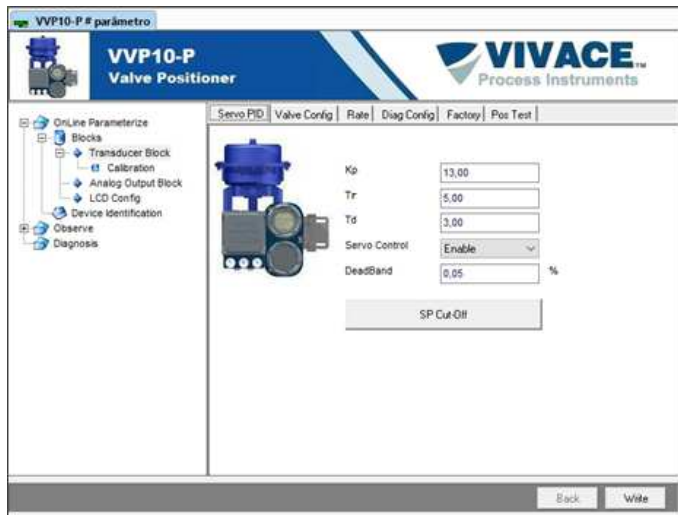 VVP10-P # parâmetro
VVP10-P
Valve Positioner
VIVACE TM
Process Instruments
OnLine Parameterize
Blocks
Transducer Block
Calibration
Analog Output Block
LCD Config
Device Identification
Observe
Diagnosis
Servo PID Valve Config Rate Diag Config Factory Pos Test
Kp 13,00
Tr 5,00
Td 3,00
Servo Control Enable
DeadBand 0,05 %
SP Cut-Off
Back Write